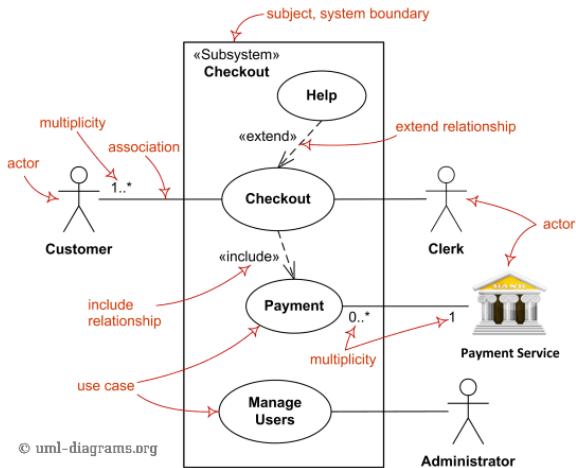 subject, system boundary
«Subsystem»
Checkout
Help
multiplicity
«extend»
extend relationship
association
actor
1..*
Checkout
Customer
Clerk
actor
«include»
include
relationship
Payment
0..*
1
BANK
multiplicity
Payment Service
use case
Manage
Users
© uml-diagrams.org
Administrator